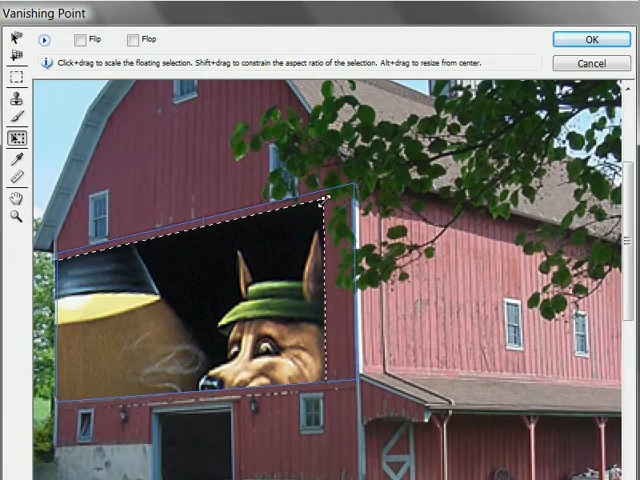 Vanishing Point
Flip
Flop
OK
Click+drag to scale the floating selection. Shift+drag to constrain the aspect ratio of the selection. Alt+drag to resize from center.
Cancel